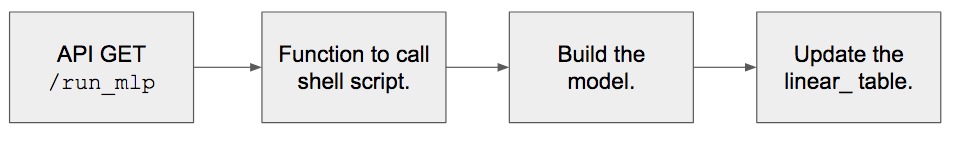 API GET
/run_mlp
Function to call
shell script.
Build the
model.
Update the
linear_ table.